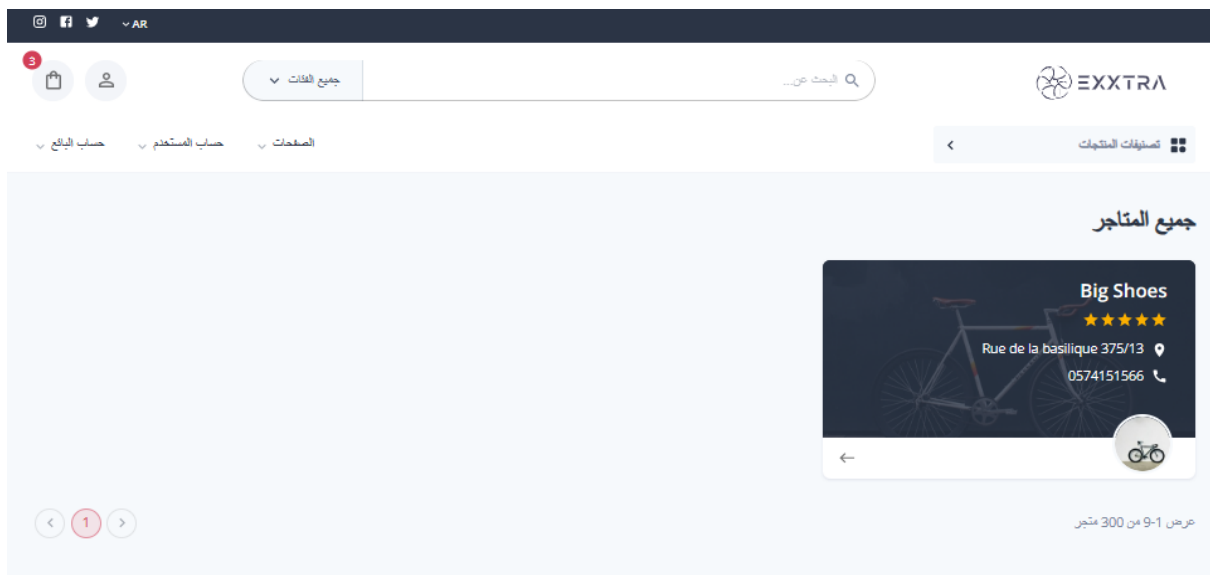 AR
EXXTRA
البحث عن...
جميع الفئات
3
تصنيفات المنتجات
الصفحات
حساب المستخدم
حساب البائع
جميع المتاجر
Big Shoes
Rue de la basilique 375/13
0574151566
عرض 1-9 من 300 متجر
1